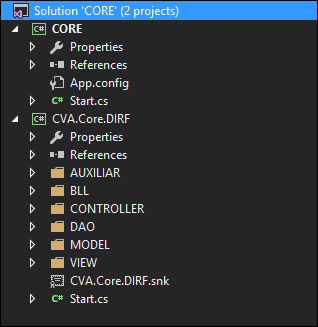 Solution 'CORE' (2 projects)
C# CORE
Properties
References
App.config
C# Start.cs
C# CVA.Core.DIRF
Properties
References
AUXILIAR
BLL
CONTROLLER
DAO
MODEL
VIEW
CVA.Core.DIRF.snk
C# Start.cs